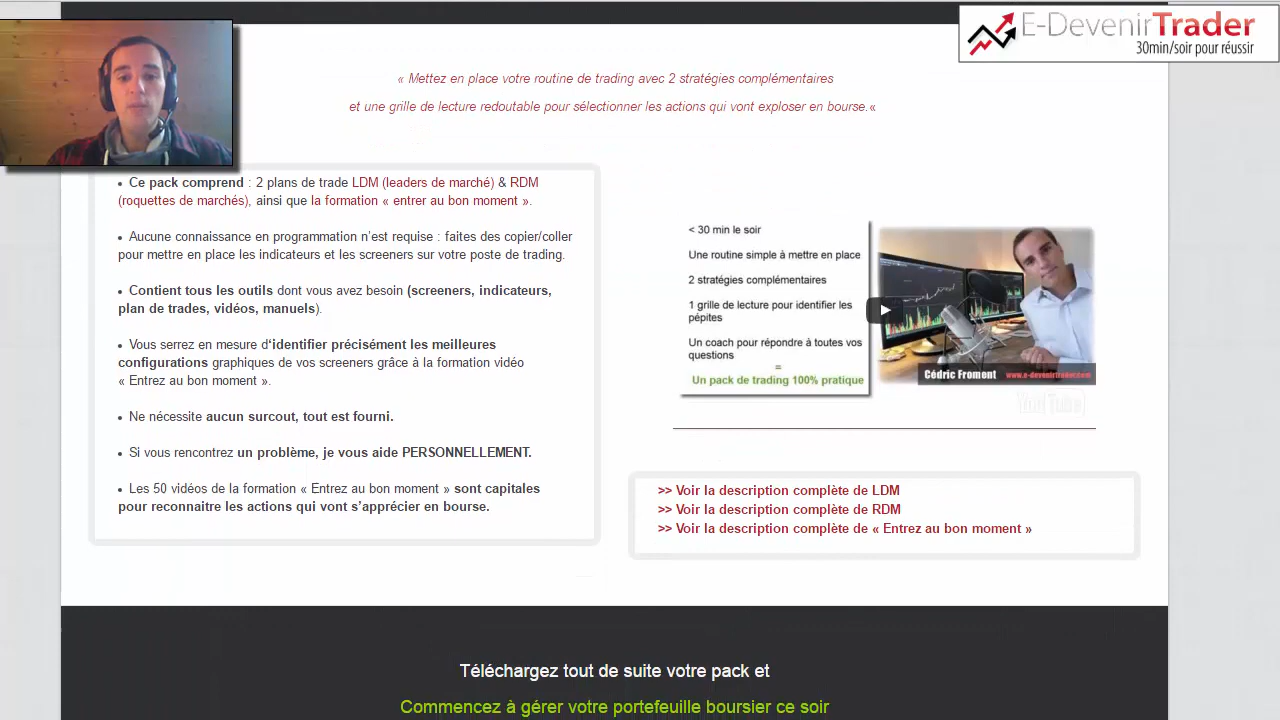 E-DevenirTrader
30min/soir pour réussir
« Mettez en place votre routine de trading avec 2 stratégies complémentaires
et une grille de lecture redoutable pour sélectionner les actions qui vont exploser en bourse.«
• Ce pack comprend : 2 plans de trade LDM (leaders de marché) & RDM
(roquettes de marchés), ainsi que la formation « entrer au bon moment ».
• Aucune connaissance en programmation n'est requise : faites des copier/coller
pour mettre en place les indicateurs et les screeners sur votre poste de trading.
• Contient tous les outils dont vous avez besoin (screeners, indicateurs,
plan de trades, vidéos, manuels).
• Vous serrez en mesure d'identifier précisément les meilleures
configurations graphiques de vos screeners grâce à la formation vidéo
« Entrez au bon moment ».
• Ne nécessite aucun surcout, tout est fourni.
• Si vous rencontrez un problème, je vous aide PERSONNELLEMENT.
• Les 50 vidéos de la formation « Entrez au bon moment » sont capitales
pour reconnaitre les actions qui vont s'apprécier en bourse.
< 30 min le soir
Une routine simple à mettre en place
2 stratégies complémentaires
1 grille de lecture pour identifier les
pépites
Un coach pour répondre à toutes vos
questions
=
Un pack de trading 100% pratique
Cédric Froment www.e-devenirtrader.com
YouTube
>> Voir la description complète de LDM
>> Voir la description complète de RDM
>> Voir la description complète de « Entrez au bon moment »
Téléchargez tout de suite votre pack et
Commencez à gérer votre portefeuille boursier ce soir